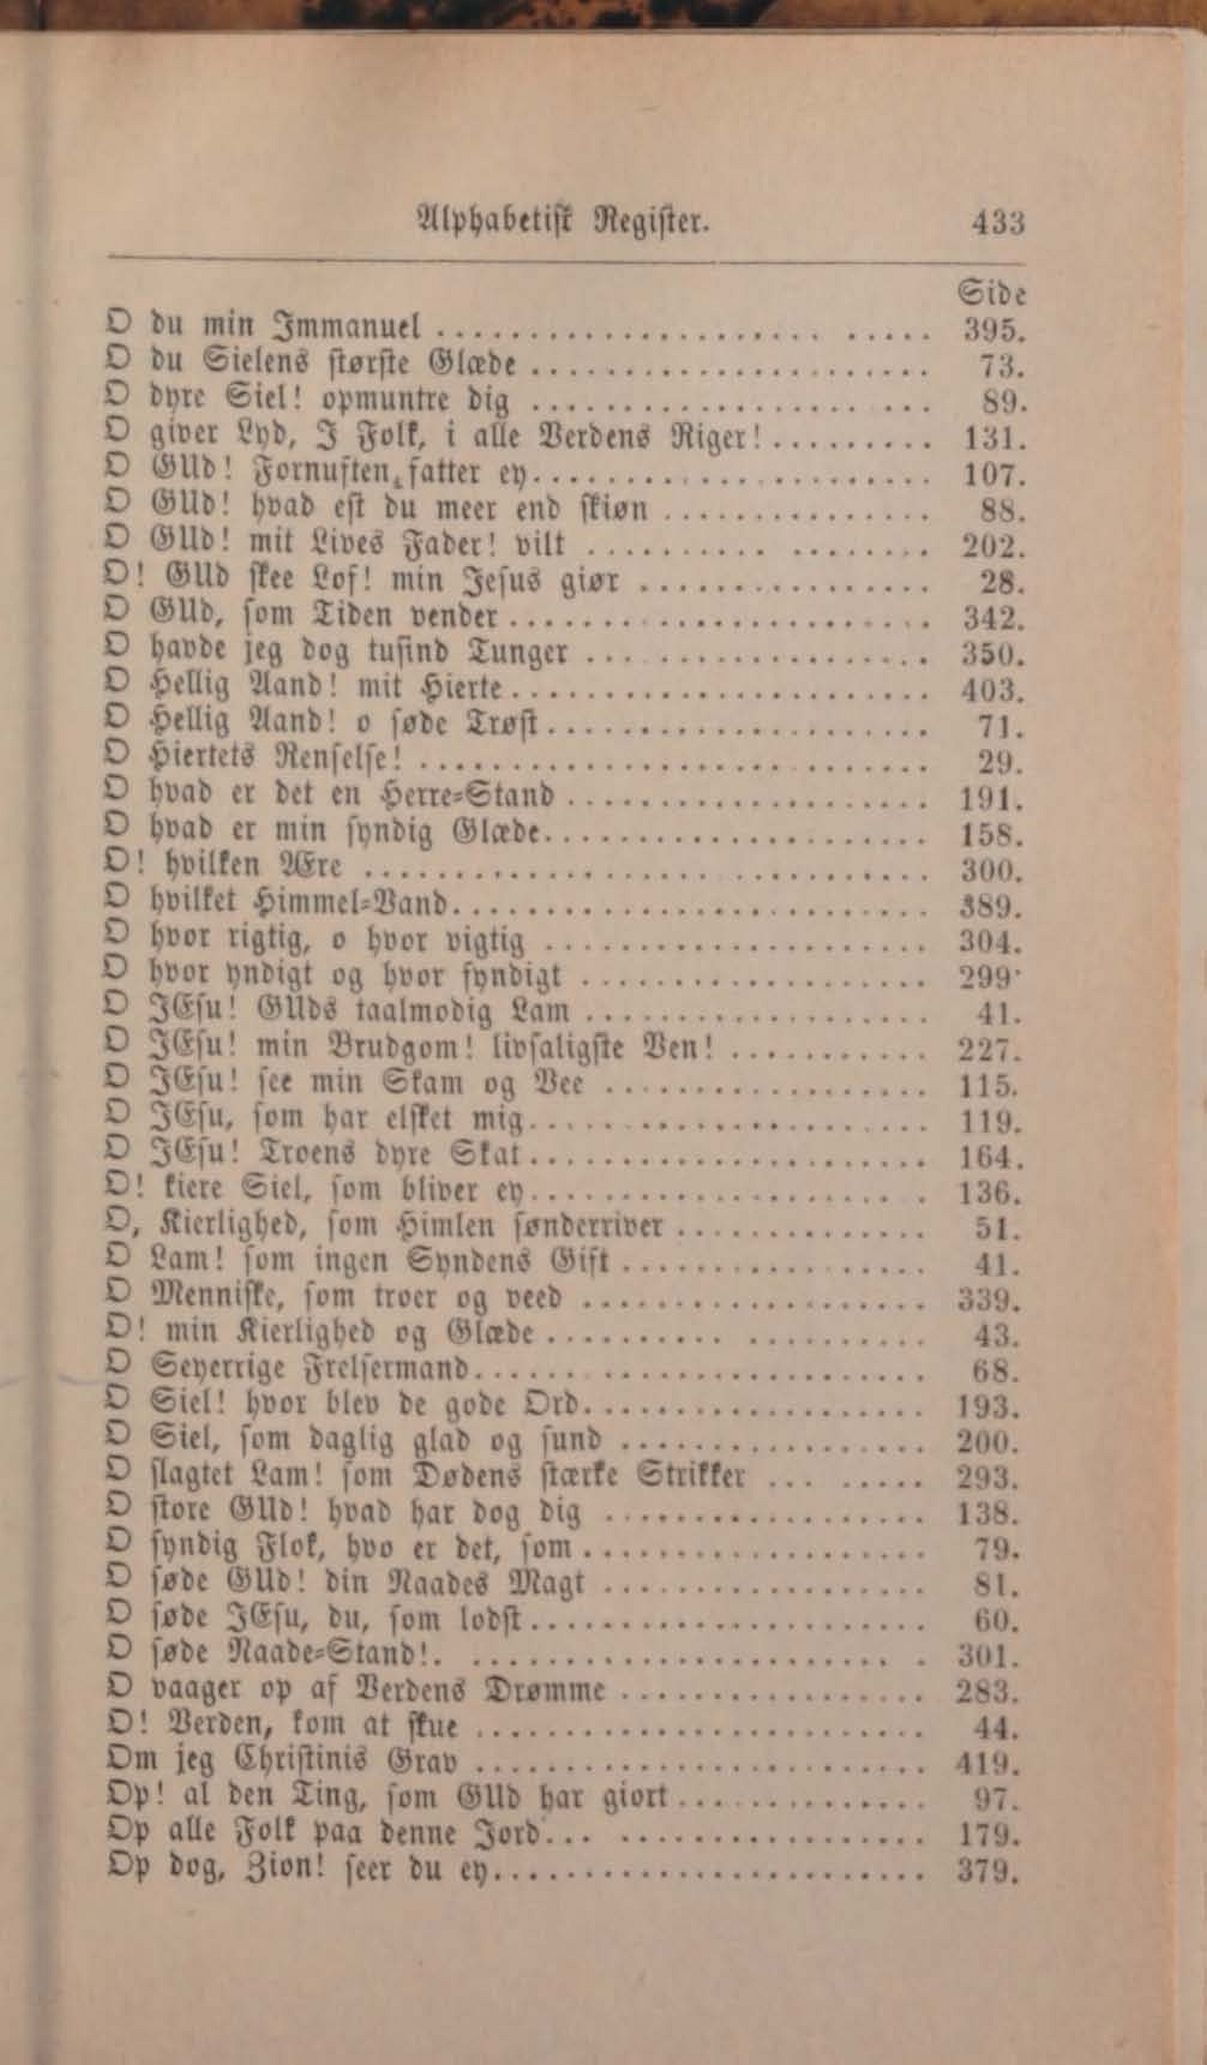 Alphabetisk Register. 433
Side
O du min Immanuel ........................... 395.
O du Sielens største Glæde ...................... 73.
O dyre Siel! opmuntre dig ...................... 89.
O giver Lyd, I Folk, i alle Verdens Riger! ......... 131.
O GUd! Fornuften fatter ey ...................... 107.
O GUd! hvad est du meer end skiøn ............... 88.
O GUd! mit Lives Fader! vilt .................. 202.
O! GUd skee Lof! min Jesus giør ................ 28.
O GUd, som Tiden vender ....................... 342.
O havde jeg dog tusind Tunger ................... 350.
O Hellig Aand! mit Hierte ....................... 403.
O Hellig Aand! o søde Trøst ..................... 71.
O Hiertets Renselse! ............................ 29.
O hvad er det en Herre-Stand .................... 191.
O hvad er min syndig Glæde ..................... 158.
O! hvilken Ære ............................... 300.
O hvilket Himmel-Vand .......................... 389.
O hvor rigtig, o hvor vigtig ..................... 304.
O hvor yndigt og hvor syndigt ................... 299.
O JEsu! GUds taalmodig Lam ................... 41.
O JEsu! min Brudgom! livsaligste Ven! ........... 227.
O JEsu! see min Skam og Vee .................. 115.
O JEsu, som har elsket mig ...................... 119.
O JEsu! Troens dyre Skat ...................... 164.
O! kiere Siel, som bliver ey ...................... 136.
O, Kierlighed, som Himlen sønderriver .............. 51.
O Lam! som ingen Syndens Gift ................. 41.
O Menniske, som troer og veed ................... 339.
O! min Kierlighed og Glæde .................... 43.
O Seyerrige Frelsermand ......................... 68.
O Siel! hvor blev de gode Ord ................... 193.
O Siel, som daglig glad og sund ................. 200.
O slagtet Lam! som Dødens stærke Strikker ........ 293.
O store GUd! hvad har dog dig .................. 138.
O syndig Flok, hvo er det, som ................... 79.
O søde GUd! din Naades Magt .................. 81.
O søde JEsu, du, som lodst ...................... 60.
O søde Naade-Stand! .......................... 301.
O vaager op af Verdens Drømme ................. 283.
O! Verden, kom at skue ......................... 44.
Om jeg Christinis Grav ......................... 419.
Op! al den Ting, som GUd har giort .............. 97.
Op alle Folk paa denne Jord .................... 179.
Op dog, Zion! seer du ey ........................ 379.